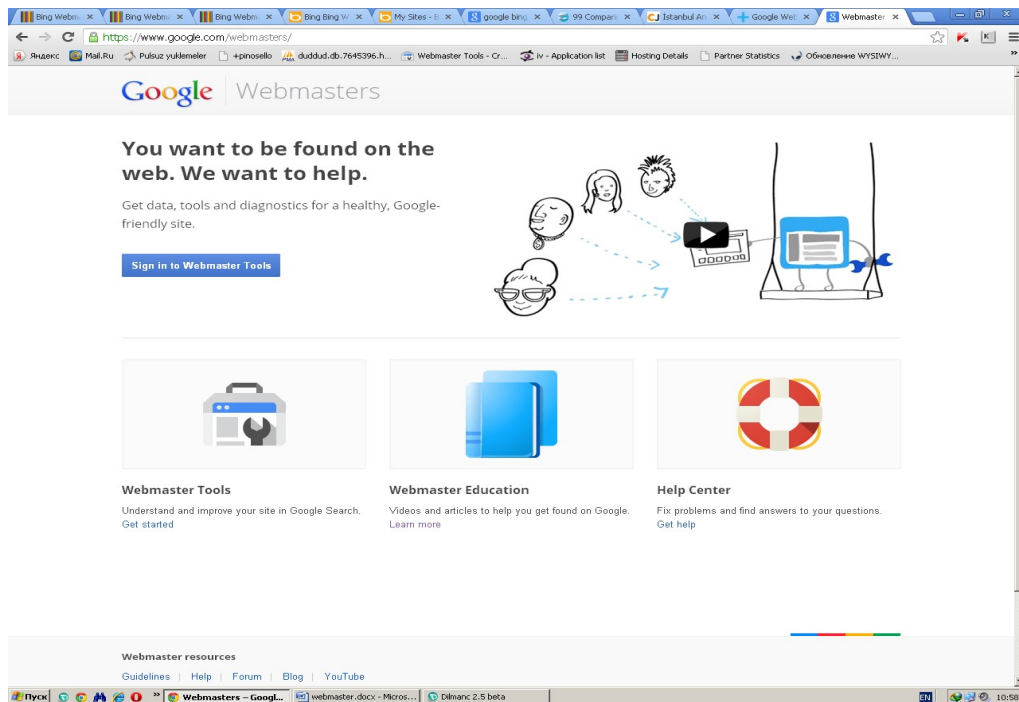 Bing Webm
Bing Webm
Bing Webm
Bing Bing W
My Sites - B
google bing
99 Compari
Istanbul An
Google Web
Webmaster
https://www.google.com/webmasters/
Яндекс Mail.Ru Pulsuz yuklemeler +pinosello duddud.db.7645396.h... Webmaster Tools - Cr... iv - Application list Hosting Details Partner Statistics Обновление WYSIWY...
Google Webmasters
You want to be found on the
web. We want to help.
Get data, tools and diagnostics for a healthy, Google-
friendly site.
Sign in to Webmaster Tools
Webmaster Tools
Understand and improve your site in Google Search.
Get started
Webmaster Education
Videos and articles to help you get found on Google.
Learn more
Help Center
Fix problems and find answers to your questions.
Get help
Webmaster resources
Guidelines | Help | Forum | Blog | YouTube
Пуск Webmasters – Googl... webmaster.docx - Micros... Dilmanc 2.5 beta EN 10:58